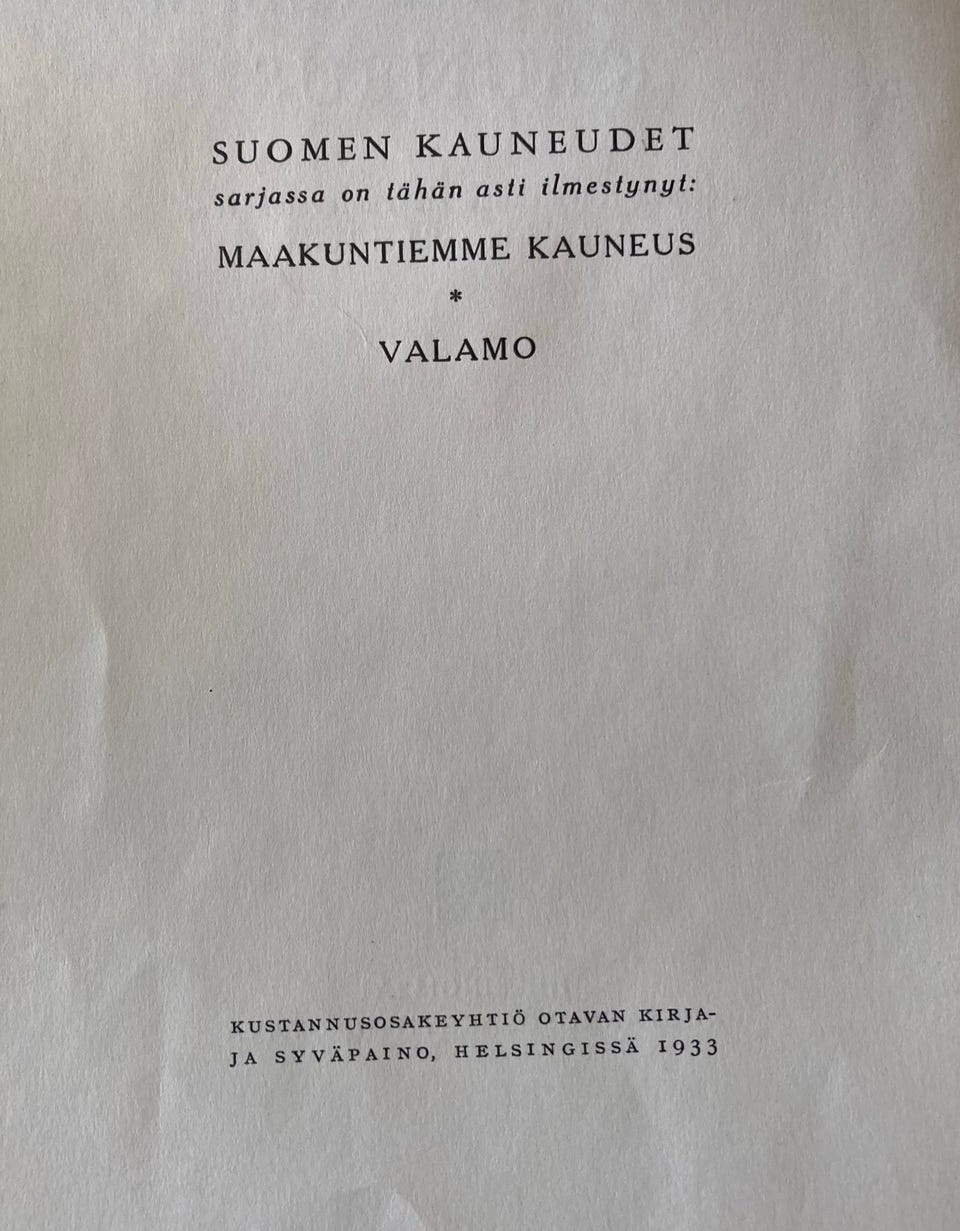 SUOMEN KAUNEUDET
sarjassa on tähän asti ilmestynyt:
MAAKUNTIEMME KAUNEUS
*
VALAMO
KUSTANNUSOSAKEYHTIÖ OTAVAN KIRJA-
JA SYVÄPAINO, HELSINGISSÄ 1933